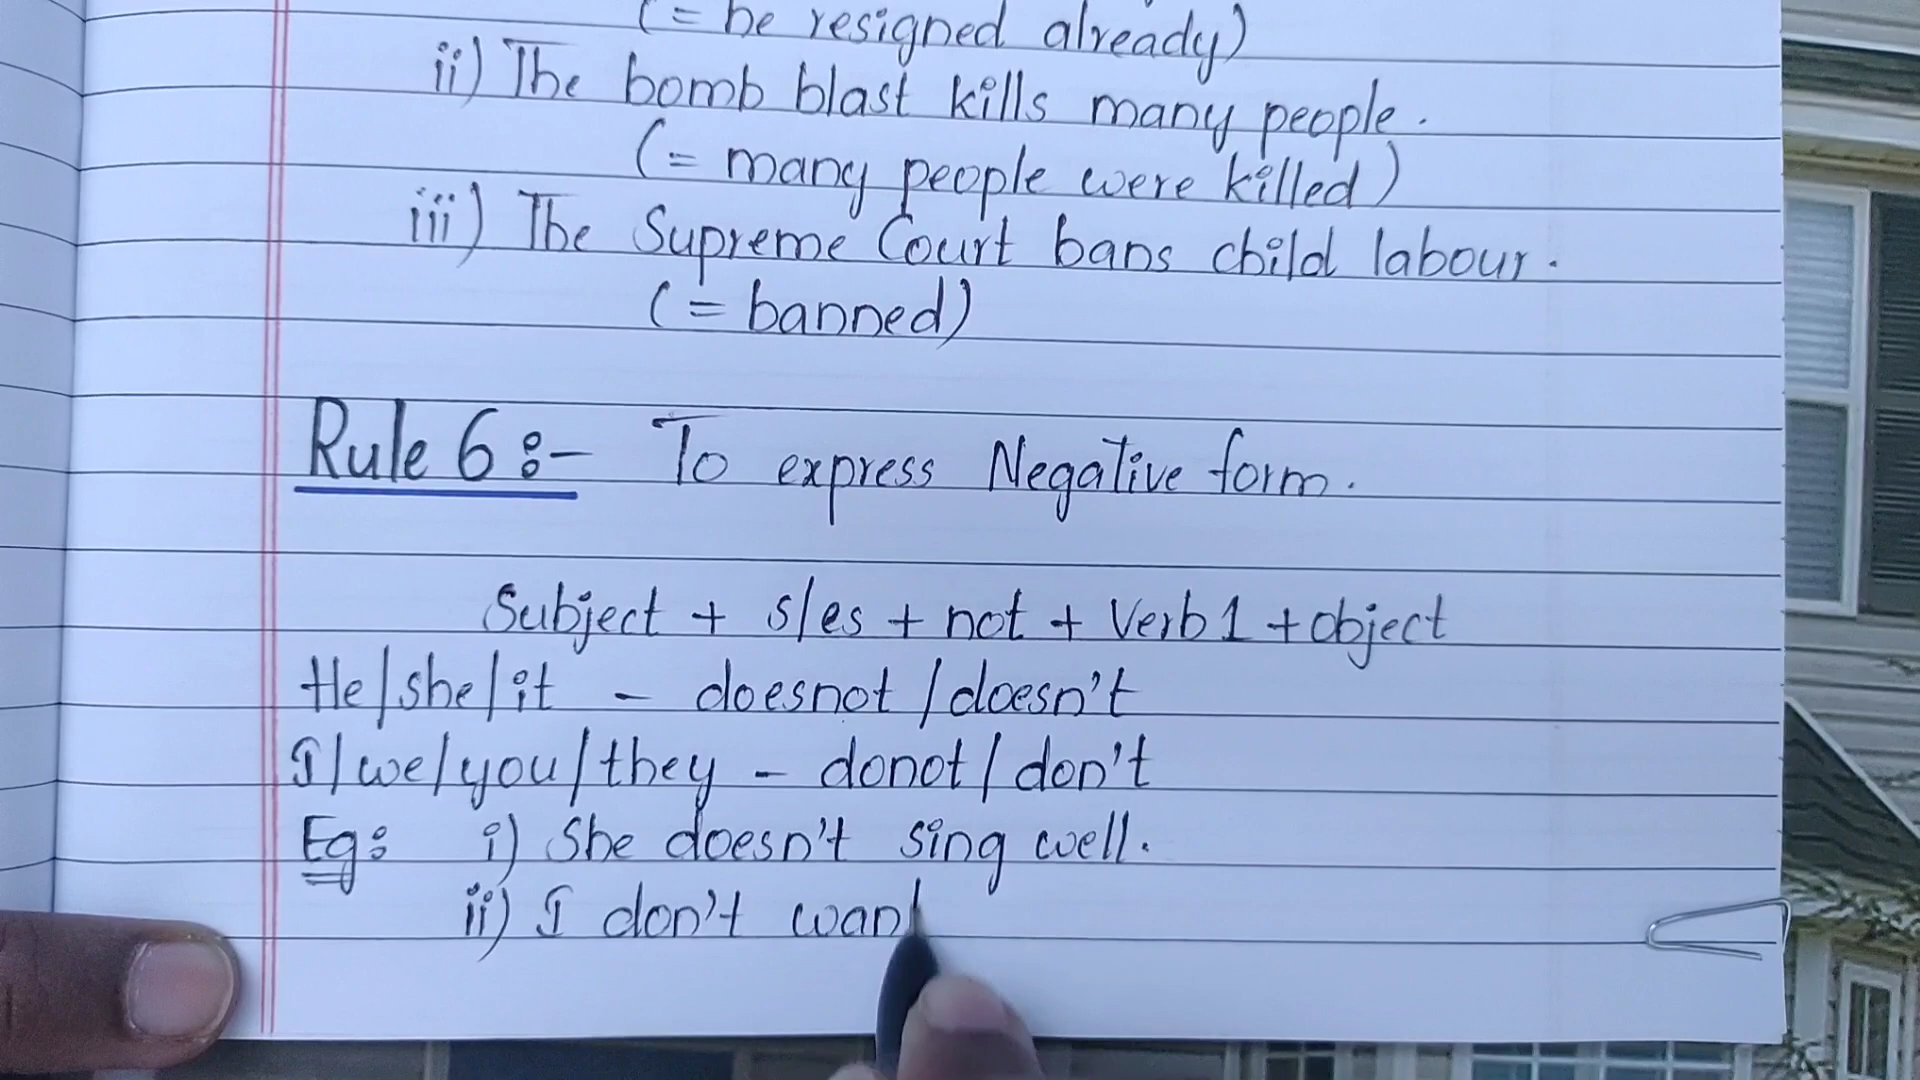 (= he resigned already)
ii) The bomb blast kills many people.
(= many people were killed)
iii) The Supreme Court bans child labour.
(= banned)
Rule 6:- To express Negative form.
Subject + s/es + not + Verb 1 + object
He/she/it - doesnot / doesn't
I/we/you/they - donot / don't
Eg: i) She doesn't sing well.
ii) I don't want